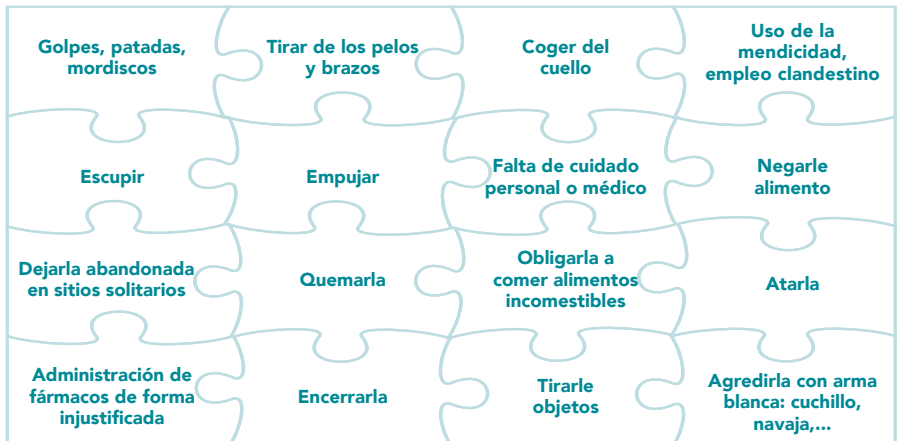 Golpes, patadas,
mordiscos
Tirar de los pelos
y brazos
Coger del
cuello
Uso de la
mendicidad,
empleo clandestino
Escupir
Empujar
Falta de cuidado
personal o médico
Negarle
alimento
Dejarla abandonada
en sitios solitarios
Quemarla
Obligarla a
comer alimentos
incomestibles
Atarla
Administración de
fármacos de forma
injustificada
Encerrarla
Tirarle
objetos
Agredirla con arma
blanca: cuchillo,
navaja,...